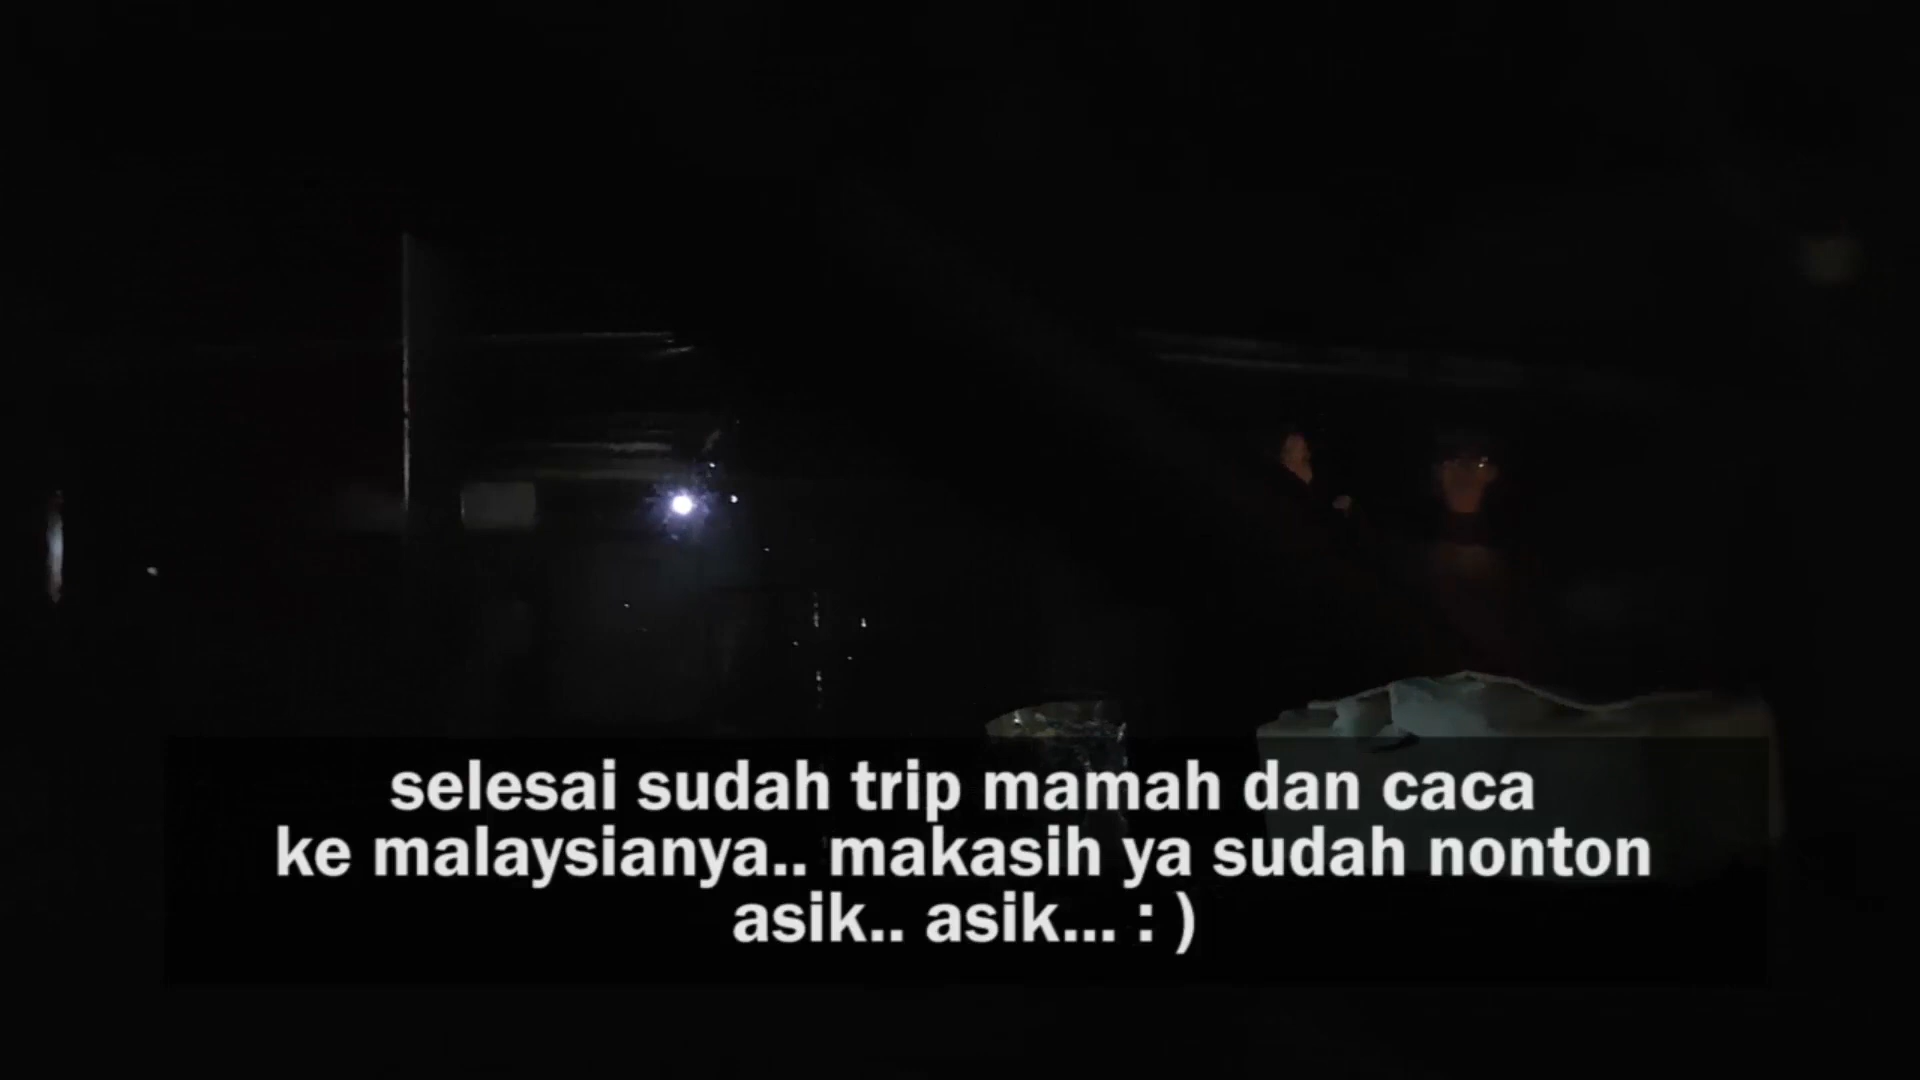 selesai sudah trip mamah dan caca
ke malaysianya.. makasih ya sudah nonton
asik.. asik... : )